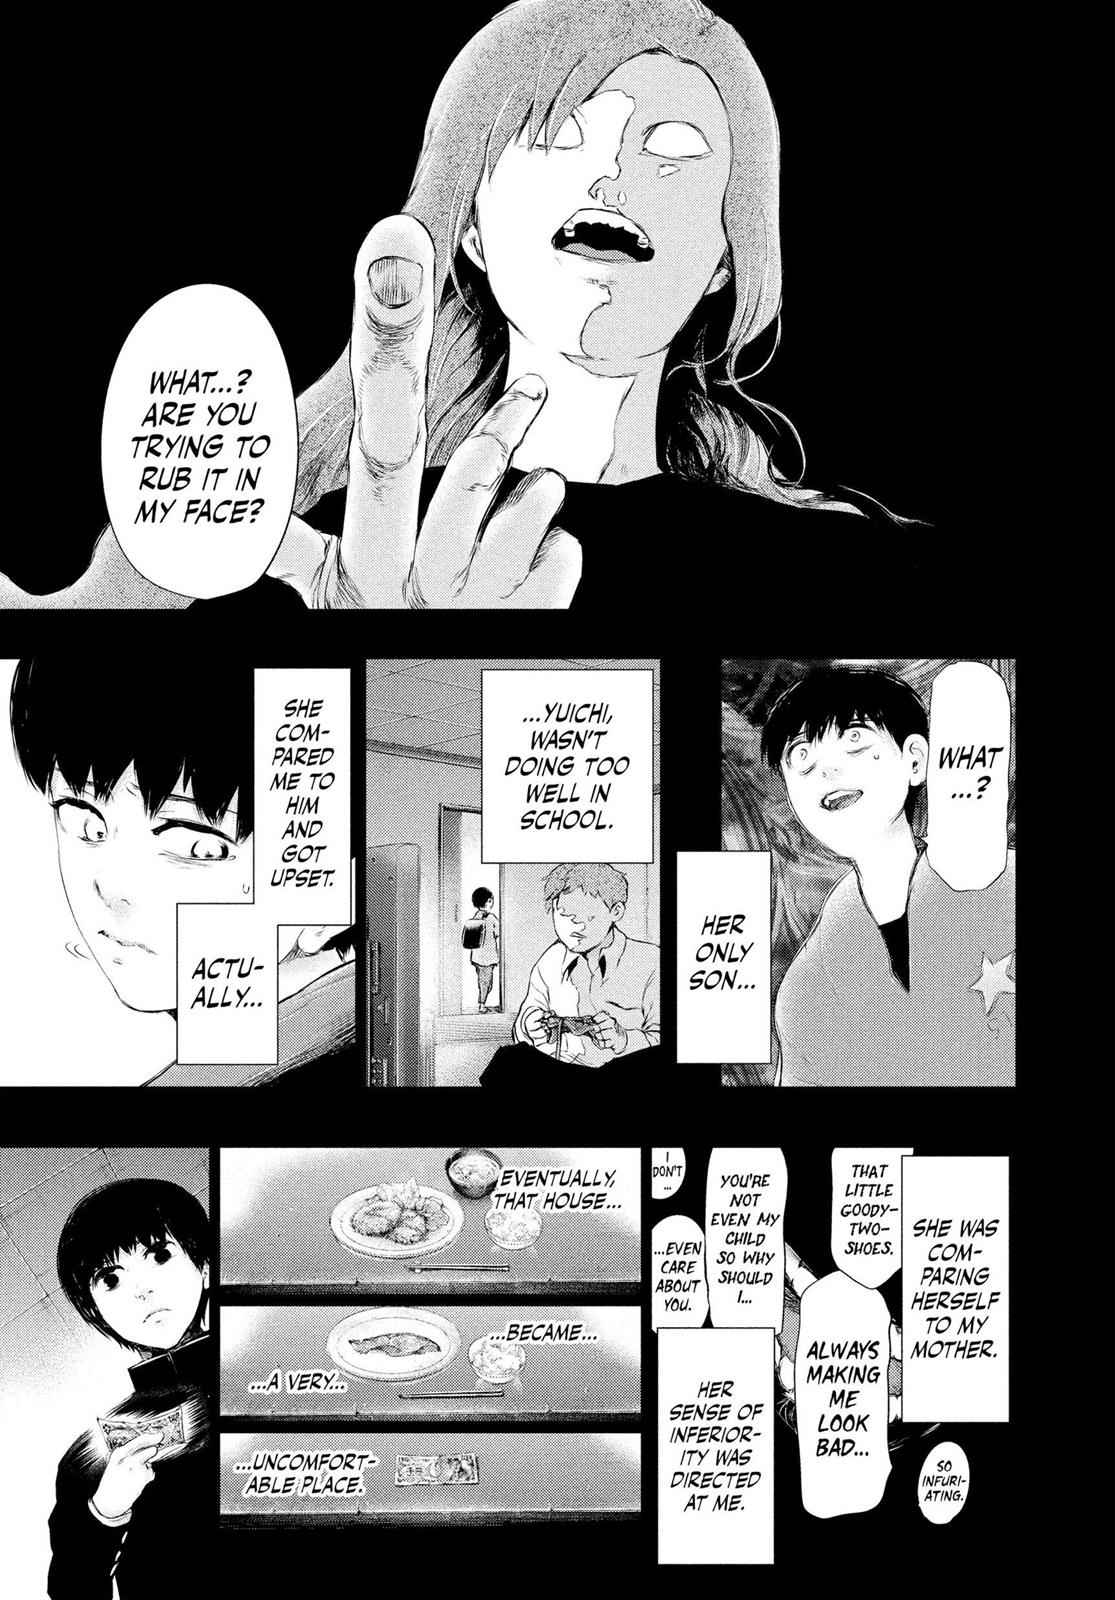 WHAT...?
ARE YOU
TRYING TO
RUB IT IN
MY FACE?
WHAT
...?
HER
ONLY
SON...
...YUICHI,
WASN'T
DOING TOO
WELL IN
SCHOOL.
SHE
COM-
PARED
ME TO
HIM
AND
GOT
UPSET.
ACTU-
ALLY...
SHE WAS
COM-
PARING
HERSELF
TO MY
MOTHER.
THAT
LITTLE
GOODY-
TWO-
SHOES.
ALWAYS
MAKING
ME
LOOK
BAD...
SO
INFURI-
ATING.
YOU'RE
NOT
EVEN MY
CHILD
SO WHY
SHOULD
I...
I
DON'T
...
...EVEN
CARE
ABOUT
YOU.
HER
SENSE OF
INFERIOR-
ITY WAS
DIRECTED
AT ME.
EVENTUALLY,
THAT HOUSE...
...BECAME...
...A VERY...
...UNCOMFORT-
ABLE PLACE.